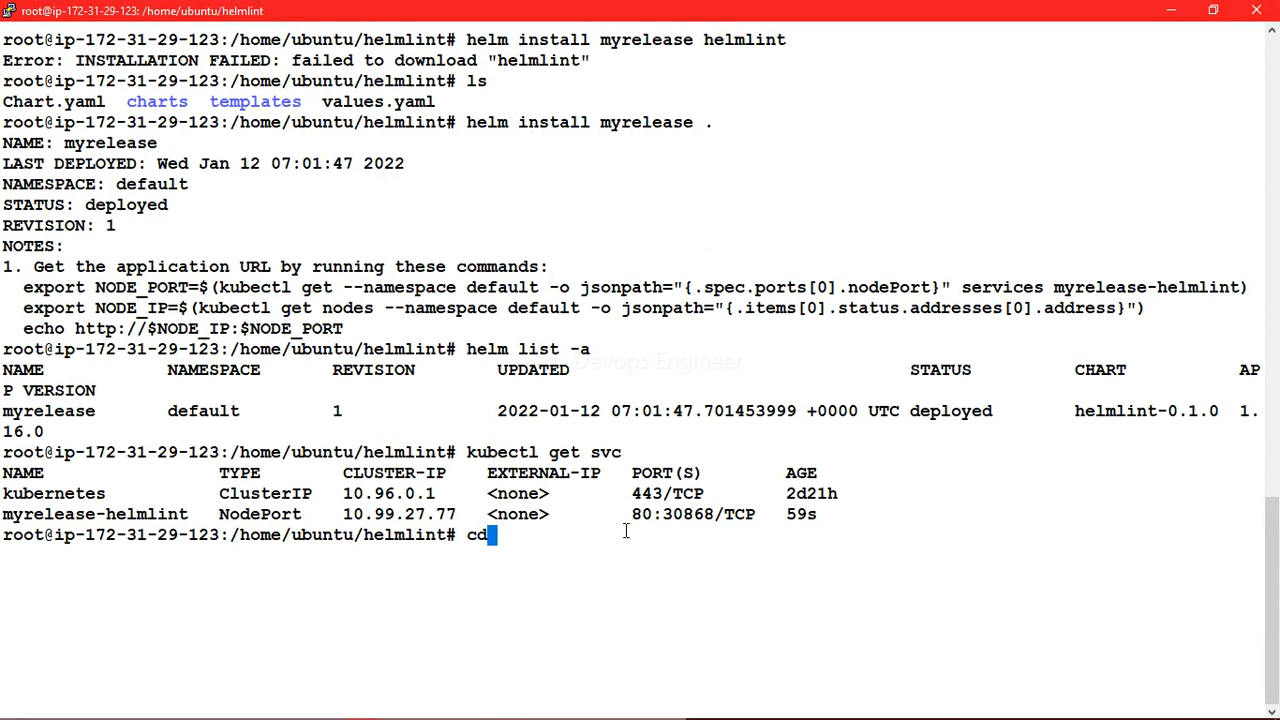 root@ip-172-31-29-123: /home/ubuntu/helmlint
root@ip-172-31-29-123:/home/ubuntu/helmlint# helm install myrelease helmlint
Error: INSTALLATION FAILED: failed to download "helmlint"
root@ip-172-31-29-123:/home/ubuntu/helmlint# ls
Chart.yaml  charts  templates  values.yaml
root@ip-172-31-29-123:/home/ubuntu/helmlint# helm install myrelease .
NAME: myrelease
LAST DEPLOYED: Wed Jan 12 07:01:47 2022
NAMESPACE: default
STATUS: deployed
REVISION: 1
NOTES:
1. Get the application URL by running these commands:
  export NODE_PORT=$(kubectl get --namespace default -o jsonpath="{.spec.ports[0].nodePort}" services myrelease-helmlint)
  export NODE_IP=$(kubectl get nodes --namespace default -o jsonpath="{.items[0].status.addresses[0].address}")
  echo http://$NODE_IP:$NODE_PORT
root@ip-172-31-29-123:/home/ubuntu/helmlint# helm list -a
Devops Engineer
NAME            NAMESPACE       REVISION        UPDATED                                 STATUS          CHART           AP
P VERSION
myrelease       default         1               2022-01-12 07:01:47.701453999 +0000 UTC deployed        helmlint-0.1.0  1.
16.0
root@ip-172-31-29-123:/home/ubuntu/helmlint# kubectl get svc
NAME                 TYPE        CLUSTER-IP    EXTERNAL-IP   PORT(S)        AGE
kubernetes           ClusterIP   10.96.0.1     <none>        443/TCP        2d21h
myrelease-helmlint   NodePort    10.99.27.77   <none>        80:30868/TCP   59s
root@ip-172-31-29-123:/home/ubuntu/helmlint# cd